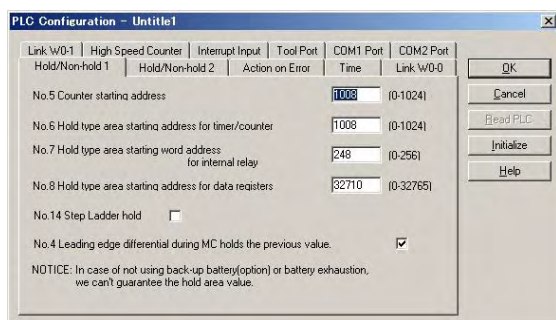 PLC Configuration - Untitle1
Link W0-1 High Speed Counter Interrupt Input Tool Port COM1 Port COM2 Port
Hold/Non-hold 1 Hold/Non-hold 2 Action on Error Time Link W0-0
OK
Cancel
Read PLC
Initialize
Help
No.5 Counter starting address 1008 (0-1024)
No.6 Hold type area starting address for timer/counter 1008 (0-1024)
No.7 Hold type area starting word address
for internal relay 248 (0-256)
No.8 Hold type area starting address for data registers 32710 (0-32765)
No.14 Step Ladder hold
No.4 Leading edge differential during MC holds the previous value.
NOTICE: In case of not using back-up battery(option) or battery exhaustion,
we can't guarantee the hold area value.